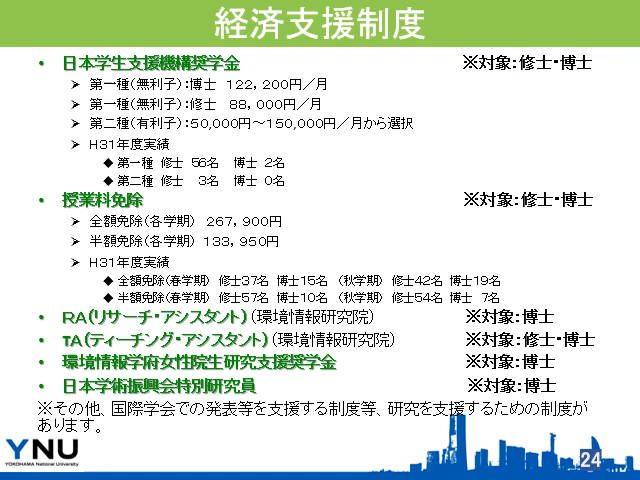 経済支援制度
• 日本学生支援機構奨学金 ※対象：修士・博士
➢ 第一種（無利子）：博士 １２２，２００円／月
➢ 第一種（無利子）：修士 ８８，０００円／月
➢ 第二種（有利子）：５０,０００円～１５０,０００円／月から選択
➢ H31年度実績
◆ 第一種 修士 56名 博士 2名
◆ 第二種 修士 3名 博士 0名
• 授業料免除 ※対象：修士・博士
➢ 全額免除（各学期） ２６７，９００円
➢ 半額免除（各学期） １３３，９５０円
➢ H31年度実績
◆ 全額免除（春学期） 修士37名 博士15名 （秋学期） 修士42名 博士19名
◆ 半額免除（春学期） 修士57名 博士10名 （秋学期） 修士54名 博士 7名
• RA（リサーチ・アシスタント）（環境情報研究院） ※対象：博士
• TA（ティーチング・アシスタント）（環境情報研究院） ※対象：修士・博士
• 環境情報学府女性院生研究支援奨学金 ※対象：博士
• 日本学術振興会特別研究員 ※対象：博士
※その他、国際学会での発表等を支援する制度等、研究を支援するための制度が
あります。
YNU
YOKOHAMA National University
24